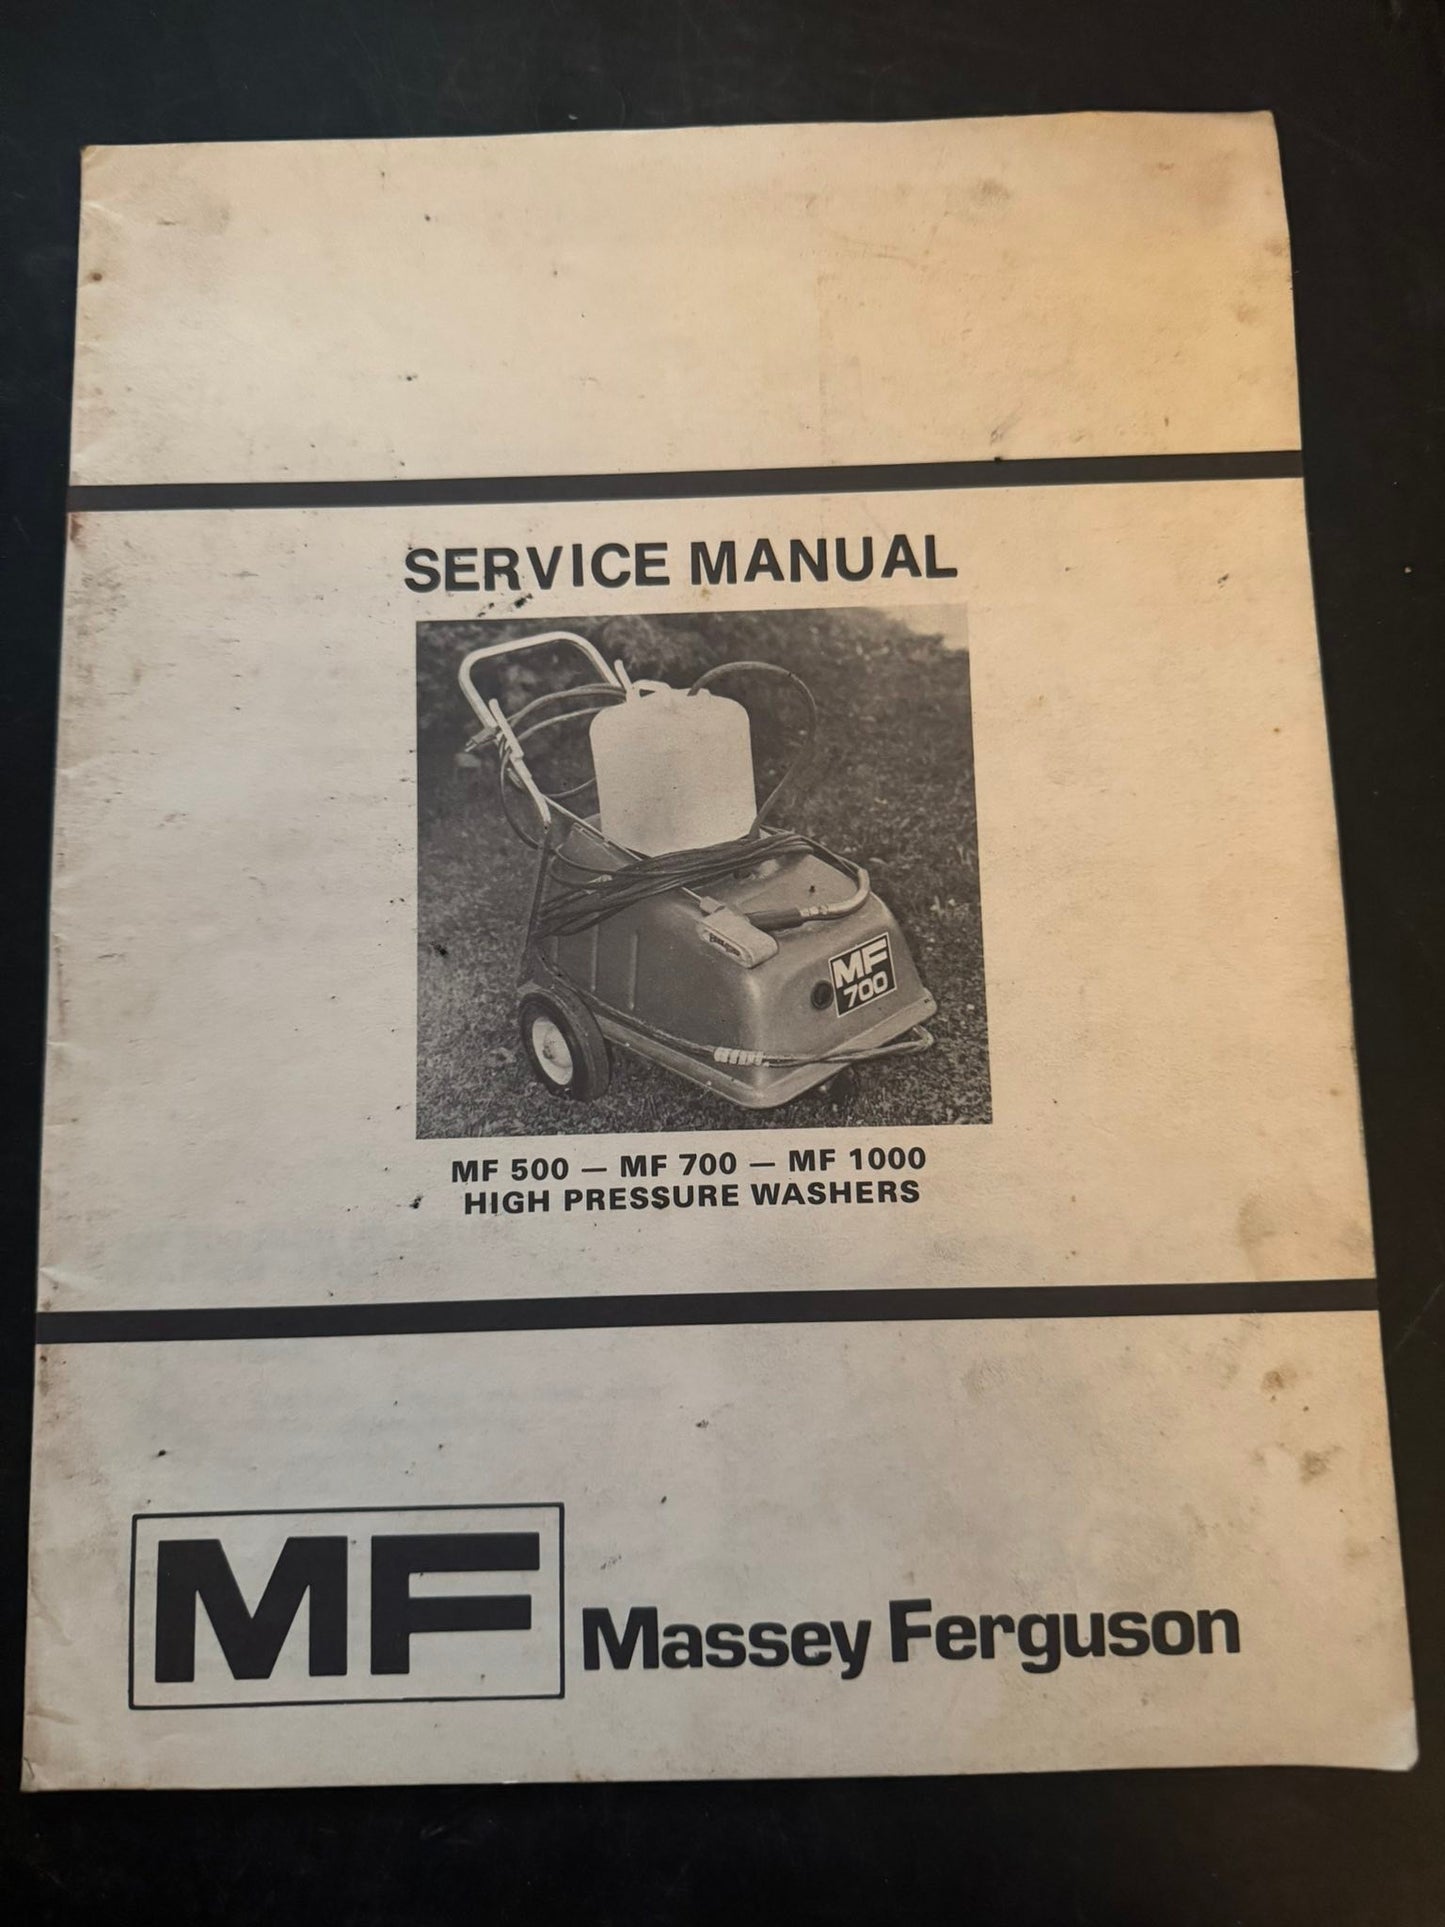 SERVICE MANUAL
MF
700
MF 500 — MF 700 — MF 1000
HIGH PRESSURE WASHERS
MF Massey Ferguson